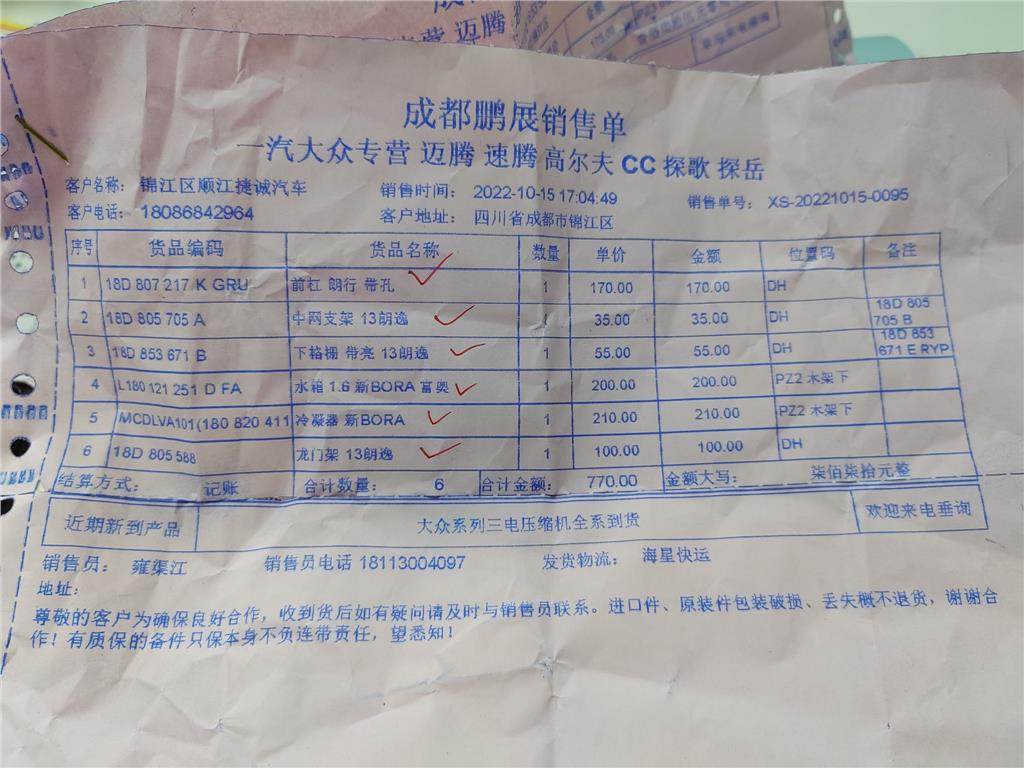 成都鹏展销售单
一汽大众专营 迈腾 速腾 高尔夫 CC 探歌 探岳
客户名称： 锦江区顺江捷诚汽车 销售时间： 2022-10-15 17:04:49 销售单号： XS-20221015-0095
客户电话： 18086842964 客户地址： 四川省成都市锦江区
序号 货品编码 货品名称 数量 单价 金额 位置码 备注
1 18D 807 217 K GRU 前杠 朗行 带孔 1 170.00 170.00 DH
2 18D 805 705 A 中网支架 13朗逸 1 35.00 35.00 DH 18D 805 705 B
3 18D 853 671 B 下格栅 带亮 13朗逸 1 55.00 55.00 DH 18D 853 671 E RYP
4 L180 121 251 D FA 水箱 1.6 新BORA 富奥 1 200.00 200.00 PZ2 木架下
5 MCDLVA101(180 820 411 冷凝器 新BORA 1 210.00 210.00 PZ2 木架下
6 18D 805 588 龙门架 13朗逸 1 100.00 100.00 DH
结算方式： 记账 合计数量： 6 合计金额： 770.00 金额大写： 柒佰柒拾元整
近期新到产品 大众系列三电压缩机全系到货 欢迎来电垂询
销售员： 雍渠江 销售员电话 18113004097 发货物流： 海星快运
地址：
尊敬的客户为确保良好合作，收到货后如有疑问请及时与销售员联系。进口件、原装件包装破损、丢失概不退货，谢谢合
作！有质保的备件只保本身不负连带责任，望悉知！